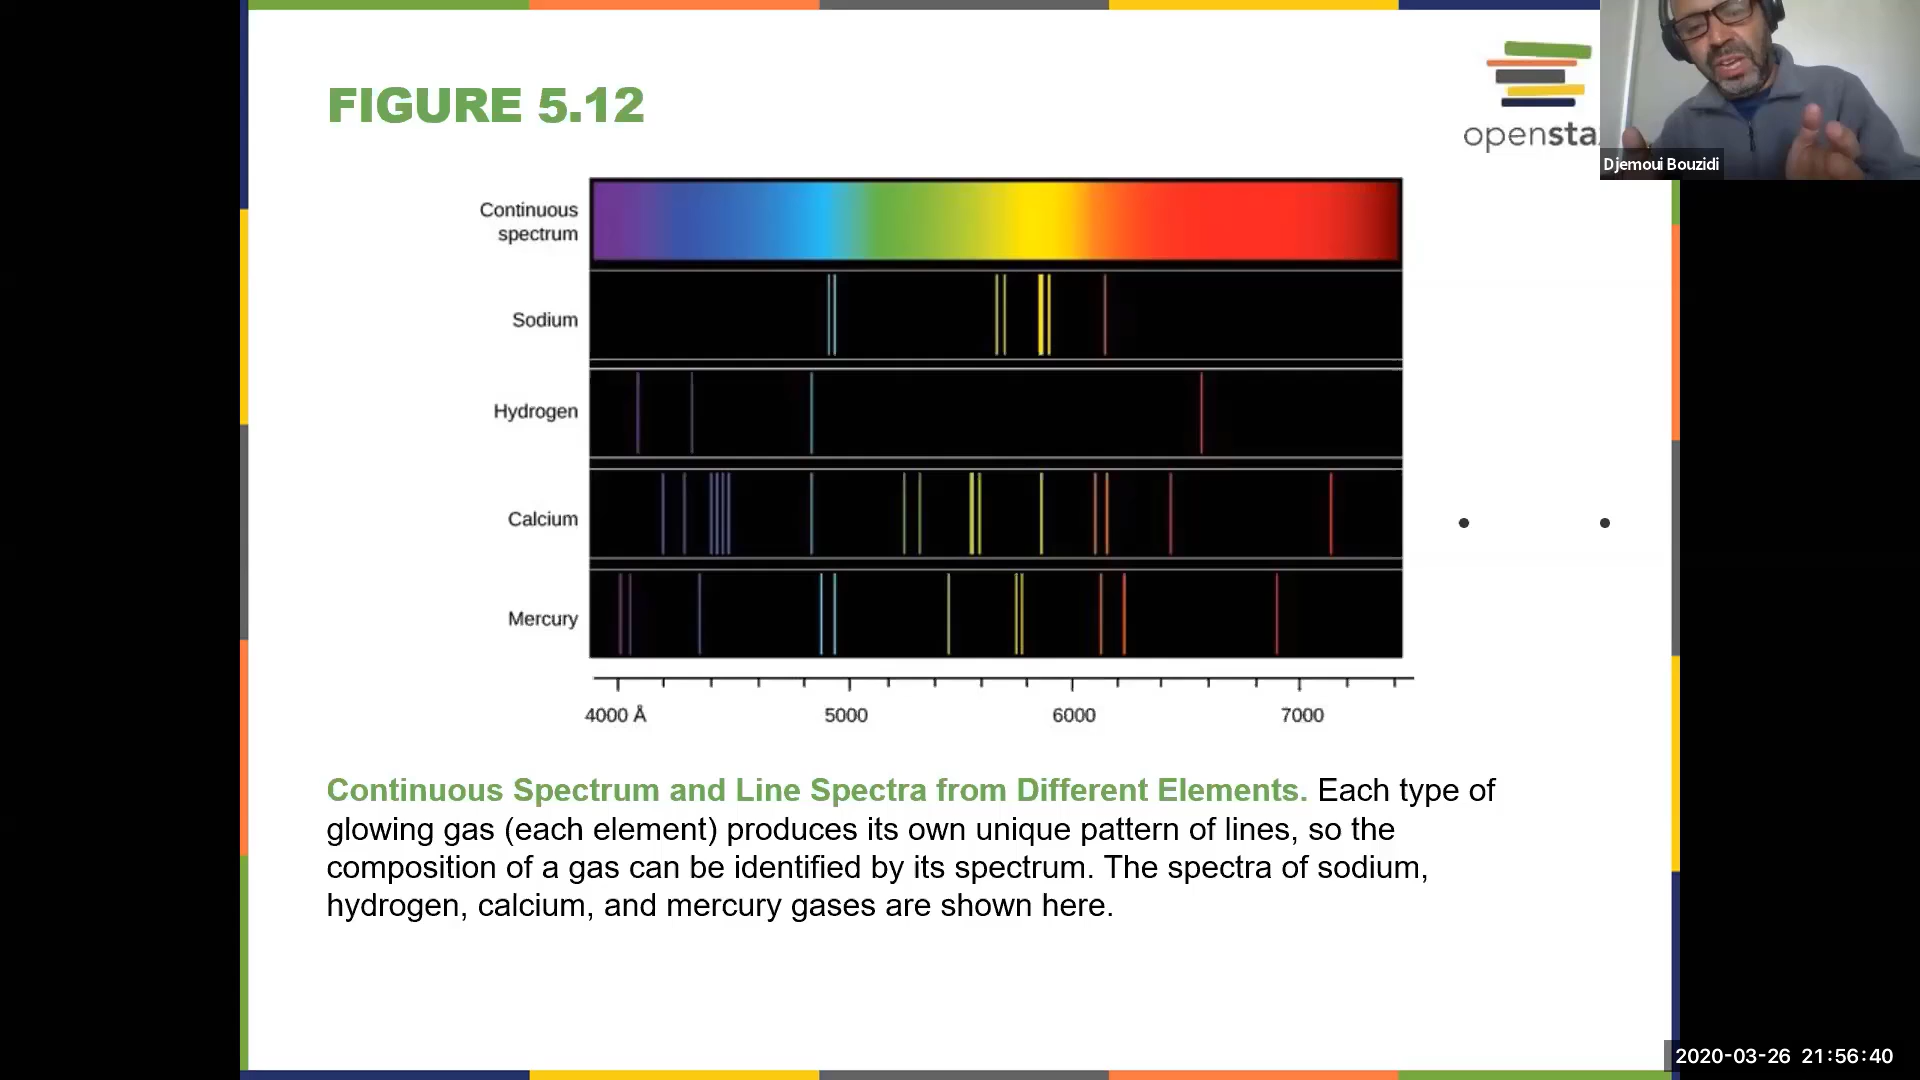 FIGURE 5.12
opensta
Djemoui Bouzidi
Continuous
spectrum
Sodium
Hydrogen
Calcium
Mercury
4000 Å 5000 6000 7000
Continuous Spectrum and Line Spectra from Different Elements. Each type of
glowing gas (each element) produces its own unique pattern of lines, so the
composition of a gas can be identified by its spectrum. The spectra of sodium,
hydrogen, calcium, and mercury gases are shown here.
2020-03-26 21:56:40